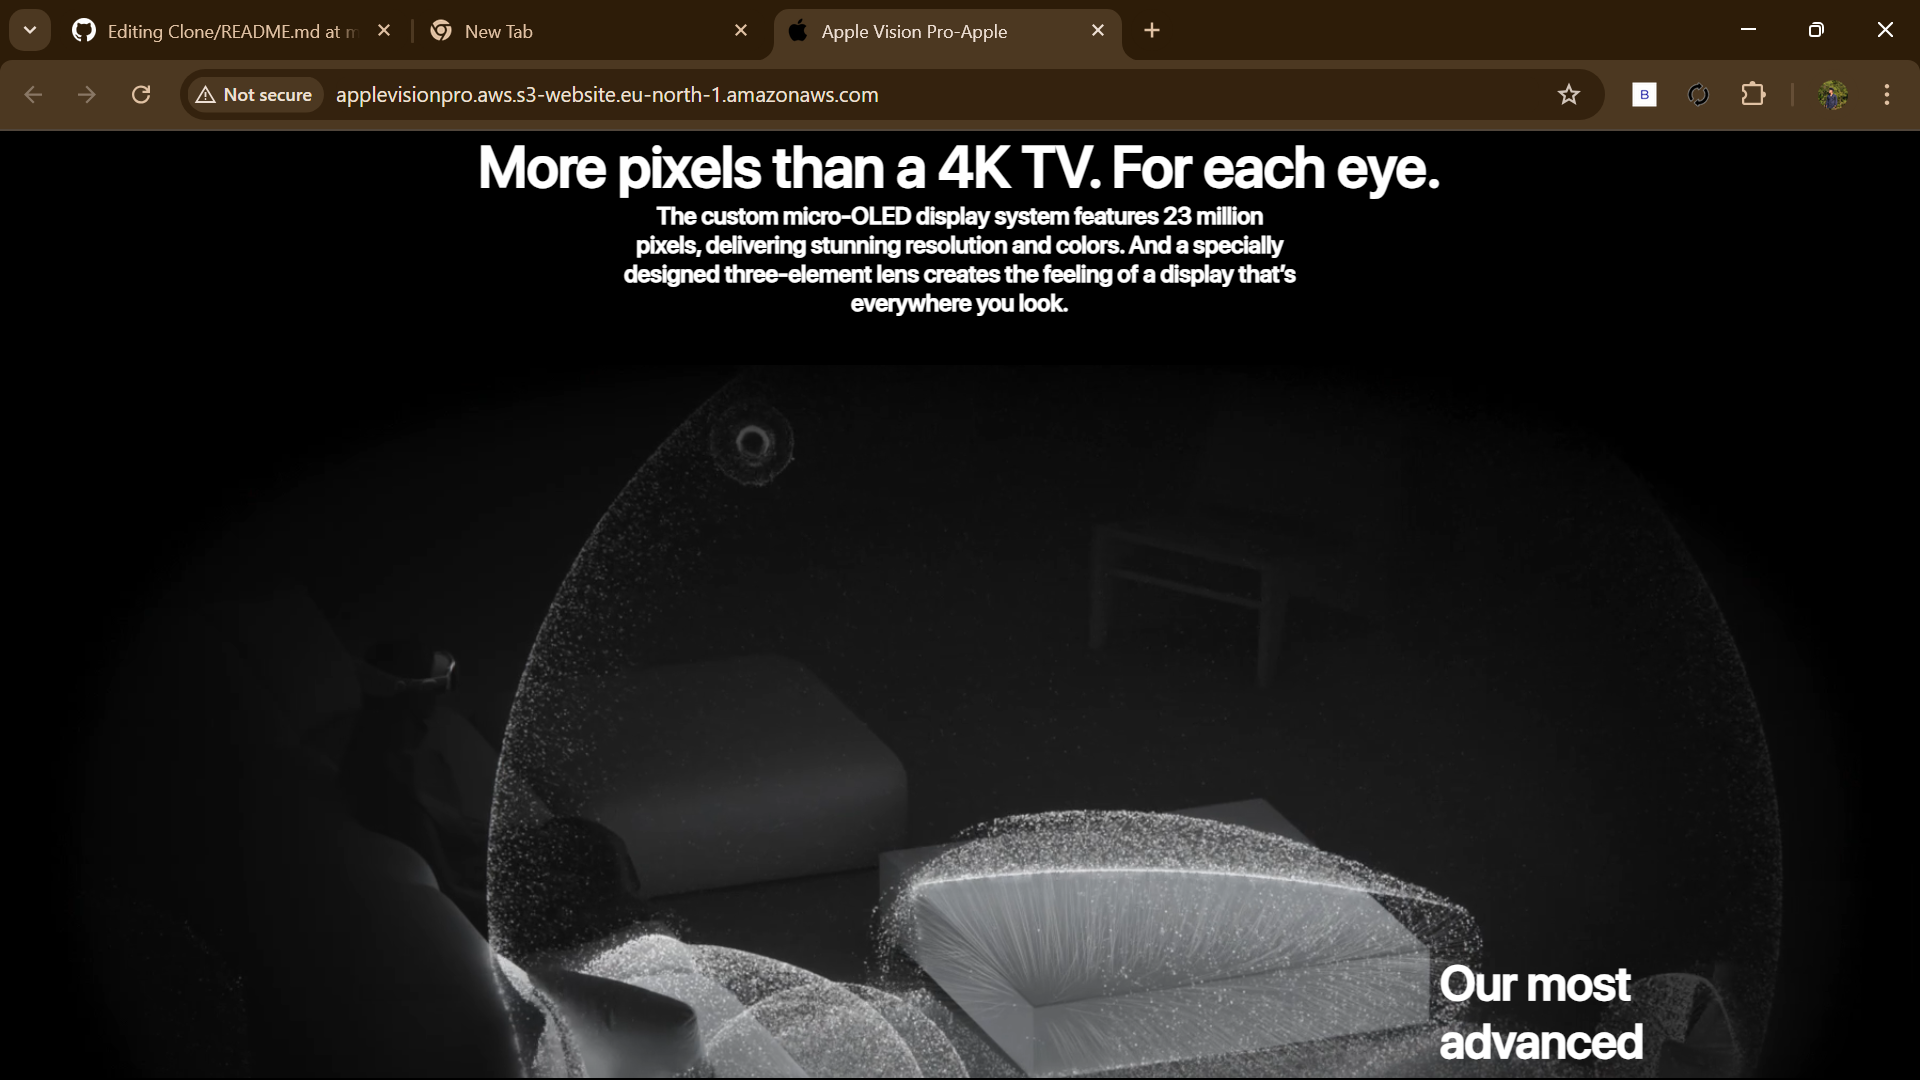 Editing Clone/README.md at m
New Tab
Apple Vision Pro-Apple
Not secure
applevisionpro.aws.s3-website.eu-north-1.amazonaws.com
B
More pixels than a 4K TV. For each eye.
The custom micro-OLED display system features 23 million
pixels, delivering stunning resolution and colors. And a specially
designed three-element lens creates the feeling of a display that’s
everywhere you look.
Our most
advanced